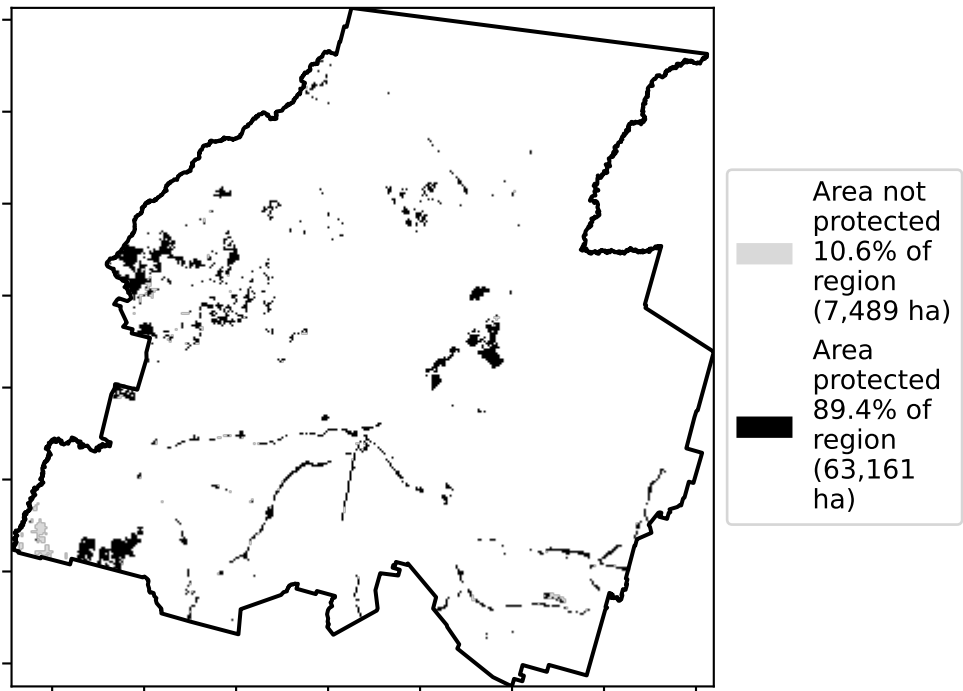 Area not
protected
10.6% of
region
(7,489 ha)
Area
protected
89.4% of
region
(63,161
ha)